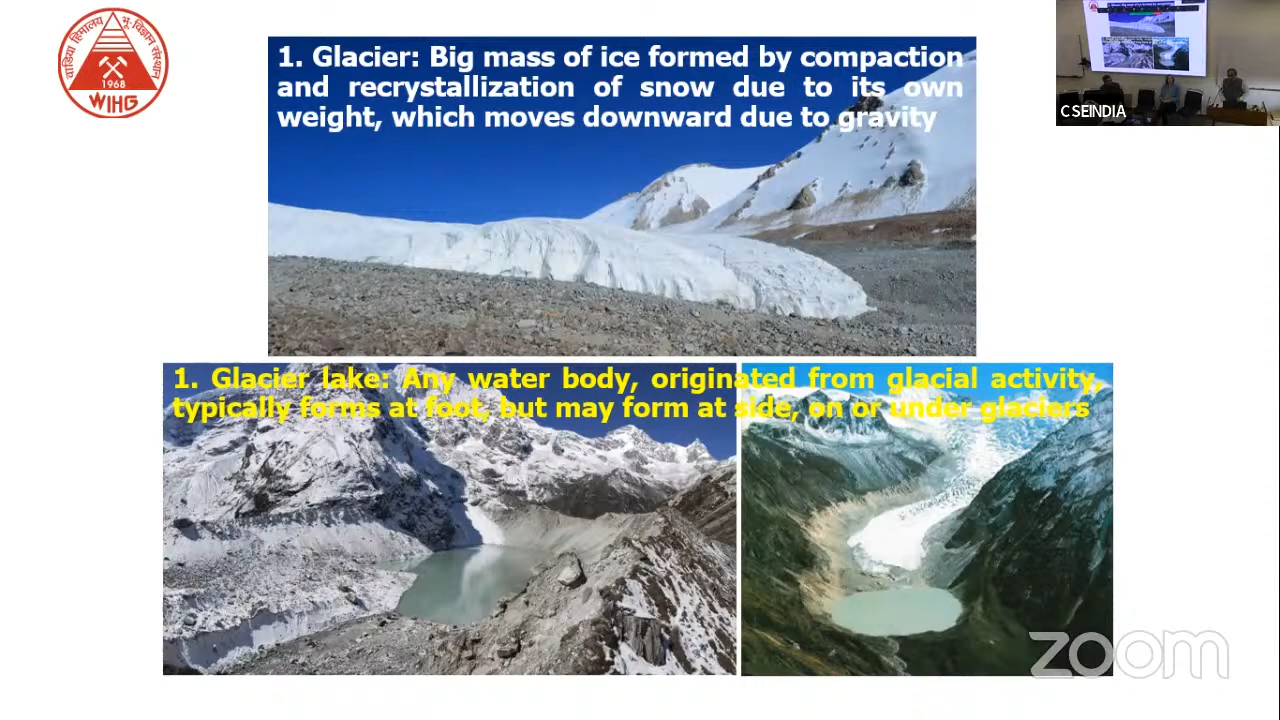 वाडिया हिमालय भू-विज्ञान संस्थान
1968
WIHG
1. Glacier: Big mass of ice formed by compaction
and recrystallization of snow due to its own
weight, which moves downward due to gravity
CSEINDIA
1. Glacier lake: Any water body, originated from glacial activity,
typically forms at foot, but may form at side, on or under glaciers
zoom